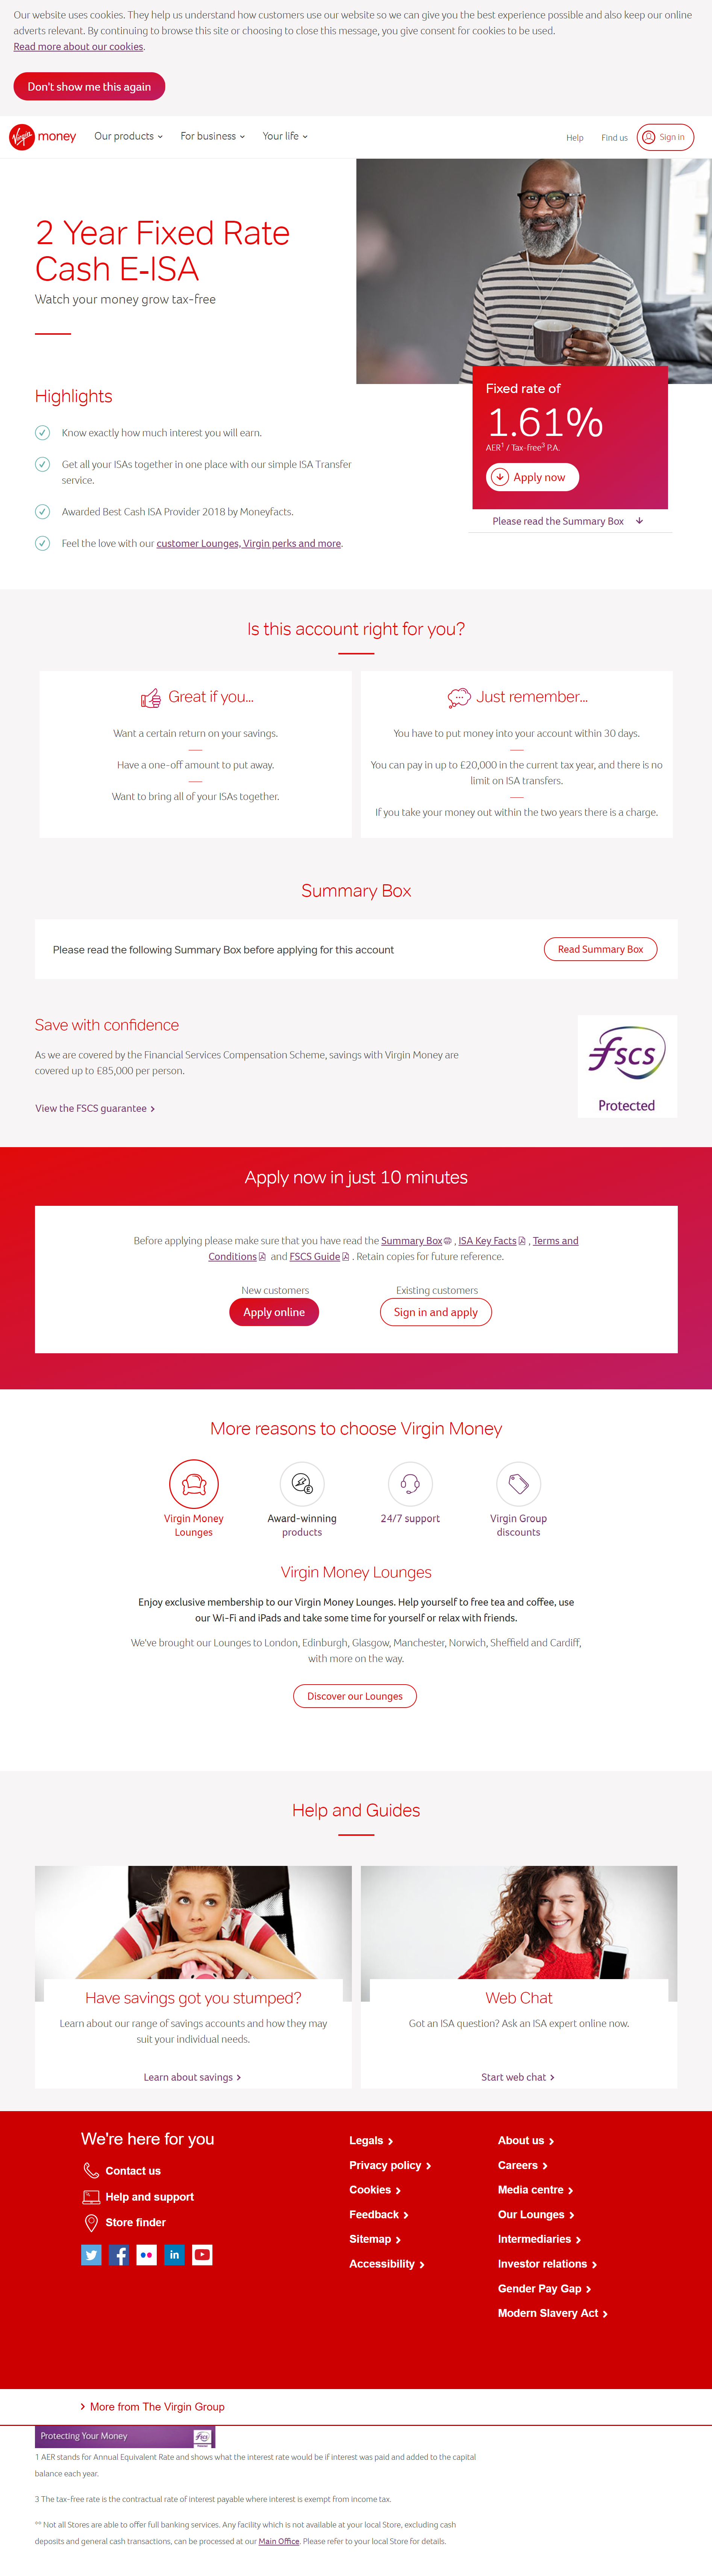 Our website uses cookies. They help us understand how customers use our website so we can give you the best experience possible and also keep our online
adverts relevant. By continuing to browse this site or choosing to close this message, you give consent for cookies to be used.
Read more about our cookies.
Don't show me this again
Virgin money Our products For business Your life Help Find us Sign in
2 Year Fixed Rate
Cash E-ISA
Watch your money grow tax-free
Highlights
Know exactly how much interest you will earn.
Get all your ISAs together in one place with our simple ISA Transfer
service.
Awarded Best Cash ISA Provider 2018 by Moneyfacts.
Feel the love with our customer Lounges, Virgin perks and more.
Fixed rate of
1.61%
AER1 / Tax-free3 P.A.
Apply now
Please read the Summary Box
Is this account right for you?
Great if you...
Want a certain return on your savings.
Have a one-off amount to put away.
Want to bring all of your ISAs together.
Just remember...
You have to put money into your account within 30 days.
You can pay in up to £20,000 in the current tax year, and there is no
limit on ISA transfers.
If you take your money out within the two years there is a charge.
Summary Box
Please read the following Summary Box before applying for this account
Read Summary Box
Save with confidence
As we are covered by the Financial Services Compensation Scheme, savings with Virgin Money are
covered up to £85,000 per person.
View the FSCS guarantee
fscs
Protected
Apply now in just 10 minutes
Before applying please make sure that you have read the Summary Box , ISA Key Facts , Terms and
Conditions and FSCS Guide . Retain copies for future reference.
New customers
Apply online
Existing customers
Sign in and apply
More reasons to choose Virgin Money
Virgin Money
Lounges
Award-winning
products
24/7 support
Virgin Group
discounts
Virgin Money Lounges
Enjoy exclusive membership to our Virgin Money Lounges. Help yourself to free tea and coffee, use
our Wi-Fi and iPads and take some time for yourself or relax with friends.
We've brought our Lounges to London, Edinburgh, Glasgow, Manchester, Norwich, Sheffield and Cardiff,
with more on the way.
Discover our Lounges
Help and Guides
Have savings got you stumped?
Learn about our range of savings accounts and how they may
suit your individual needs.
Learn about savings
Web Chat
Got an ISA question? Ask an ISA expert online now.
Start web chat
We're here for you
Contact us
Help and support
Store finder
in
Legals
Privacy policy
Cookies
Feedback
Sitemap
Accessibility
About us
Careers
Media centre
Our Lounges
Intermediaries
Investor relations
Gender Pay Gap
Modern Slavery Act
More from The Virgin Group
Protecting Your Money fscs
1 AER stands for Annual Equivalent Rate and shows what the interest rate would be if interest was paid and added to the capital
balance each year.
3 The tax-free rate is the contractual rate of interest payable where interest is exempt from income tax.
** Not all Stores are able to offer full banking services. Any facility which is not available at your local Store, excluding cash
deposits and general cash transactions, can be processed at our Main Office. Please refer to your local Store for details.